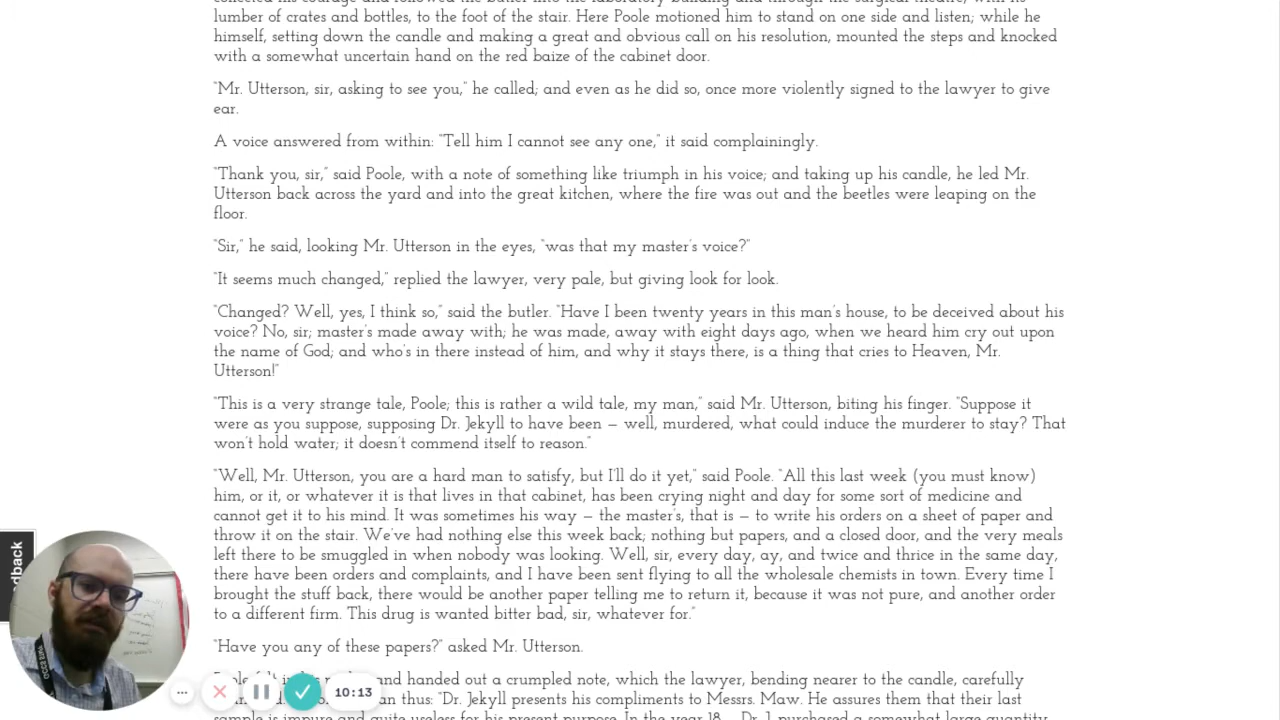 lumber of crates and bottles, to the foot of the stair. Here Poole motioned him to stand on one side and listen; while he
himself, setting down the candle and making a great and obvious call on his resolution, mounted the steps and knocked
with a somewhat uncertain hand on the red baize of the cabinet door.
“Mr. Utterson, sir, asking to see you,” he called; and even as he did so, once more violently signed to the lawyer to give
ear.
A voice answered from within: “Tell him I cannot see any one,” it said complainingly.
“Thank you, sir,” said Poole, with a note of something like triumph in his voice; and taking up his candle, he led Mr.
Utterson back across the yard and into the great kitchen, where the fire was out and the beetles were leaping on the
floor.
“Sir,” he said, looking Mr. Utterson in the eyes, “was that my master’s voice?”
“It seems much changed,” replied the lawyer, very pale, but giving look for look.
“Changed? Well, yes, I think so,” said the butler. “Have I been twenty years in this man’s house, to be deceived about his
voice? No, sir; master’s made away with; he was made, away with eight days ago, when we heard him cry out upon
the name of God; and who’s in there instead of him, and why it stays there, is a thing that cries to Heaven, Mr.
Utterson!”
“This is a very strange tale, Poole; this is rather a wild tale, my man,” said Mr. Utterson, biting his finger. “Suppose it
were as you suppose, supposing Dr. Jekyll to have been — well, murdered, what could induce the murderer to stay? That
won’t hold water; it doesn’t commend itself to reason.”
“Well, Mr. Utterson, you are a hard man to satisfy, but I’ll do it yet,” said Poole. “All this last week (you must know)
him, or it, or whatever it is that lives in that cabinet, has been crying night and day for some sort of medicine and
cannot get it to his mind. It was sometimes his way — the master’s, that is — to write his orders on a sheet of paper and
throw it on the stair. We’ve had nothing else this week back; nothing but papers, and a closed door, and the very meals
left there to be smuggled in when nobody was looking. Well, sir, every day, ay, and twice and thrice in the same day,
there have been orders and complaints, and I have been sent flying to all the wholesale chemists in town. Every time I
brought the stuff back, there would be another paper telling me to return it, because it was not pure, and another order
to a different firm. This drug is wanted bitter bad, sir, whatever for.”
“Have you any of these papers?” asked Mr. Utterson.
and handed out a crumpled note, which the lawyer, bending nearer to the candle, carefully
thus: “Dr. Jekyll presents his compliments to Messrs. Maw. He assures them that their last
sample is impure and quite useless for his present purpose. In the year 18—, Dr. J. purchased a somewhat large quantity
dback
10:13